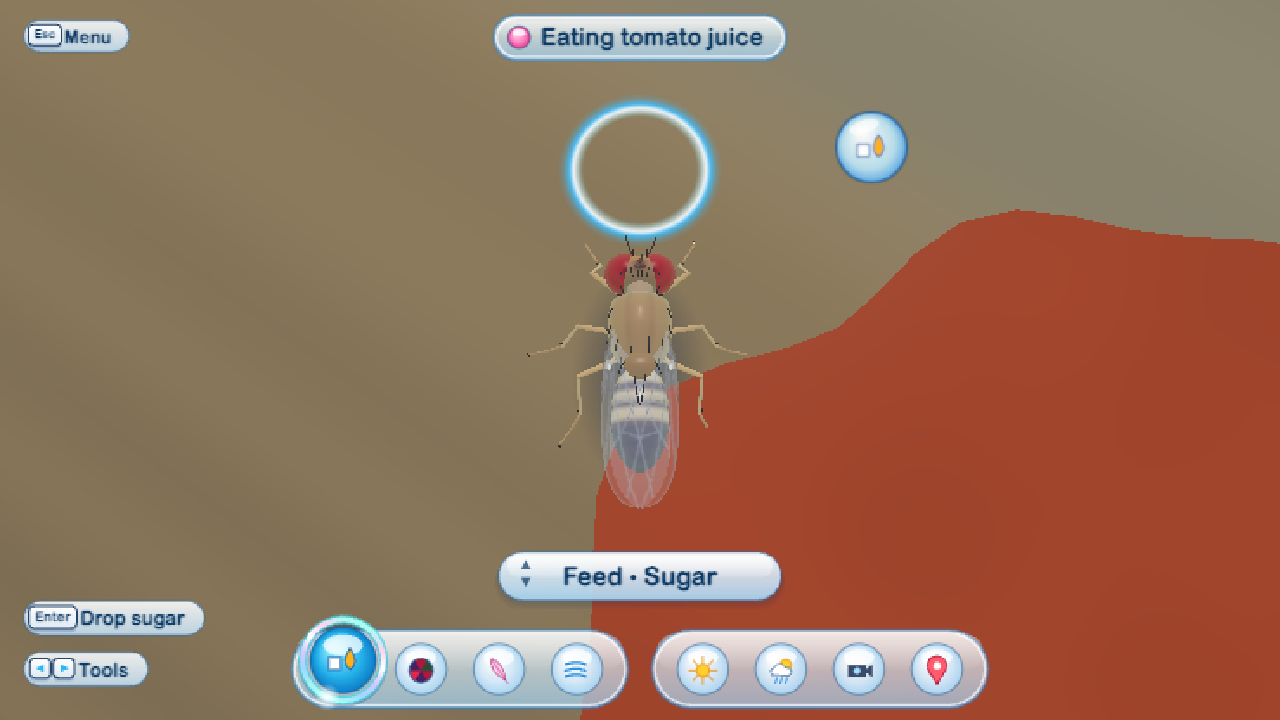 Esc Menu
Eating tomato juice
Feed • Sugar
Enter Drop sugar
Tools